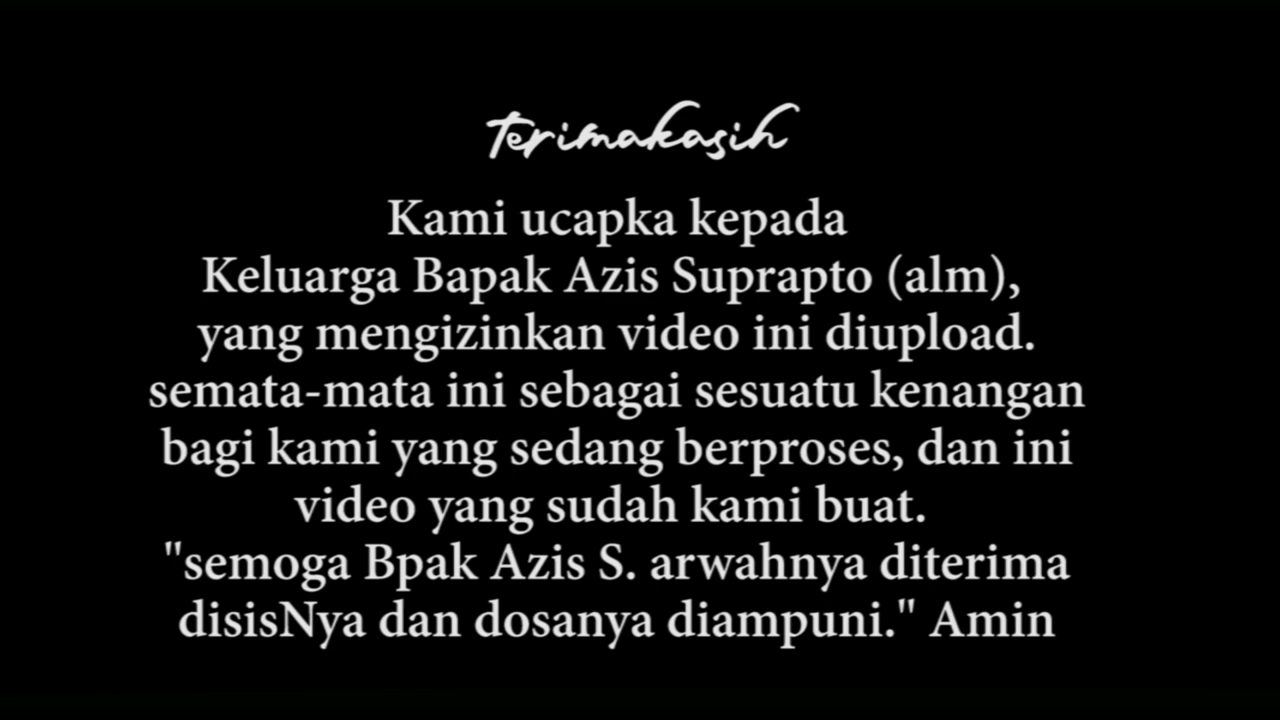 terimakasih
Kami ucapka kepada
Keluarga Bapak Azis Suprapto (alm),
yang mengizinkan video ini diupload.
semata-mata ini sebagai sesuatu kenangan
bagi kami yang sedang berproses, dan ini
video yang sudah kami buat.
"semoga Bpak Azis S. arwahnya diterima
disisNya dan dosanya diampuni." Amin